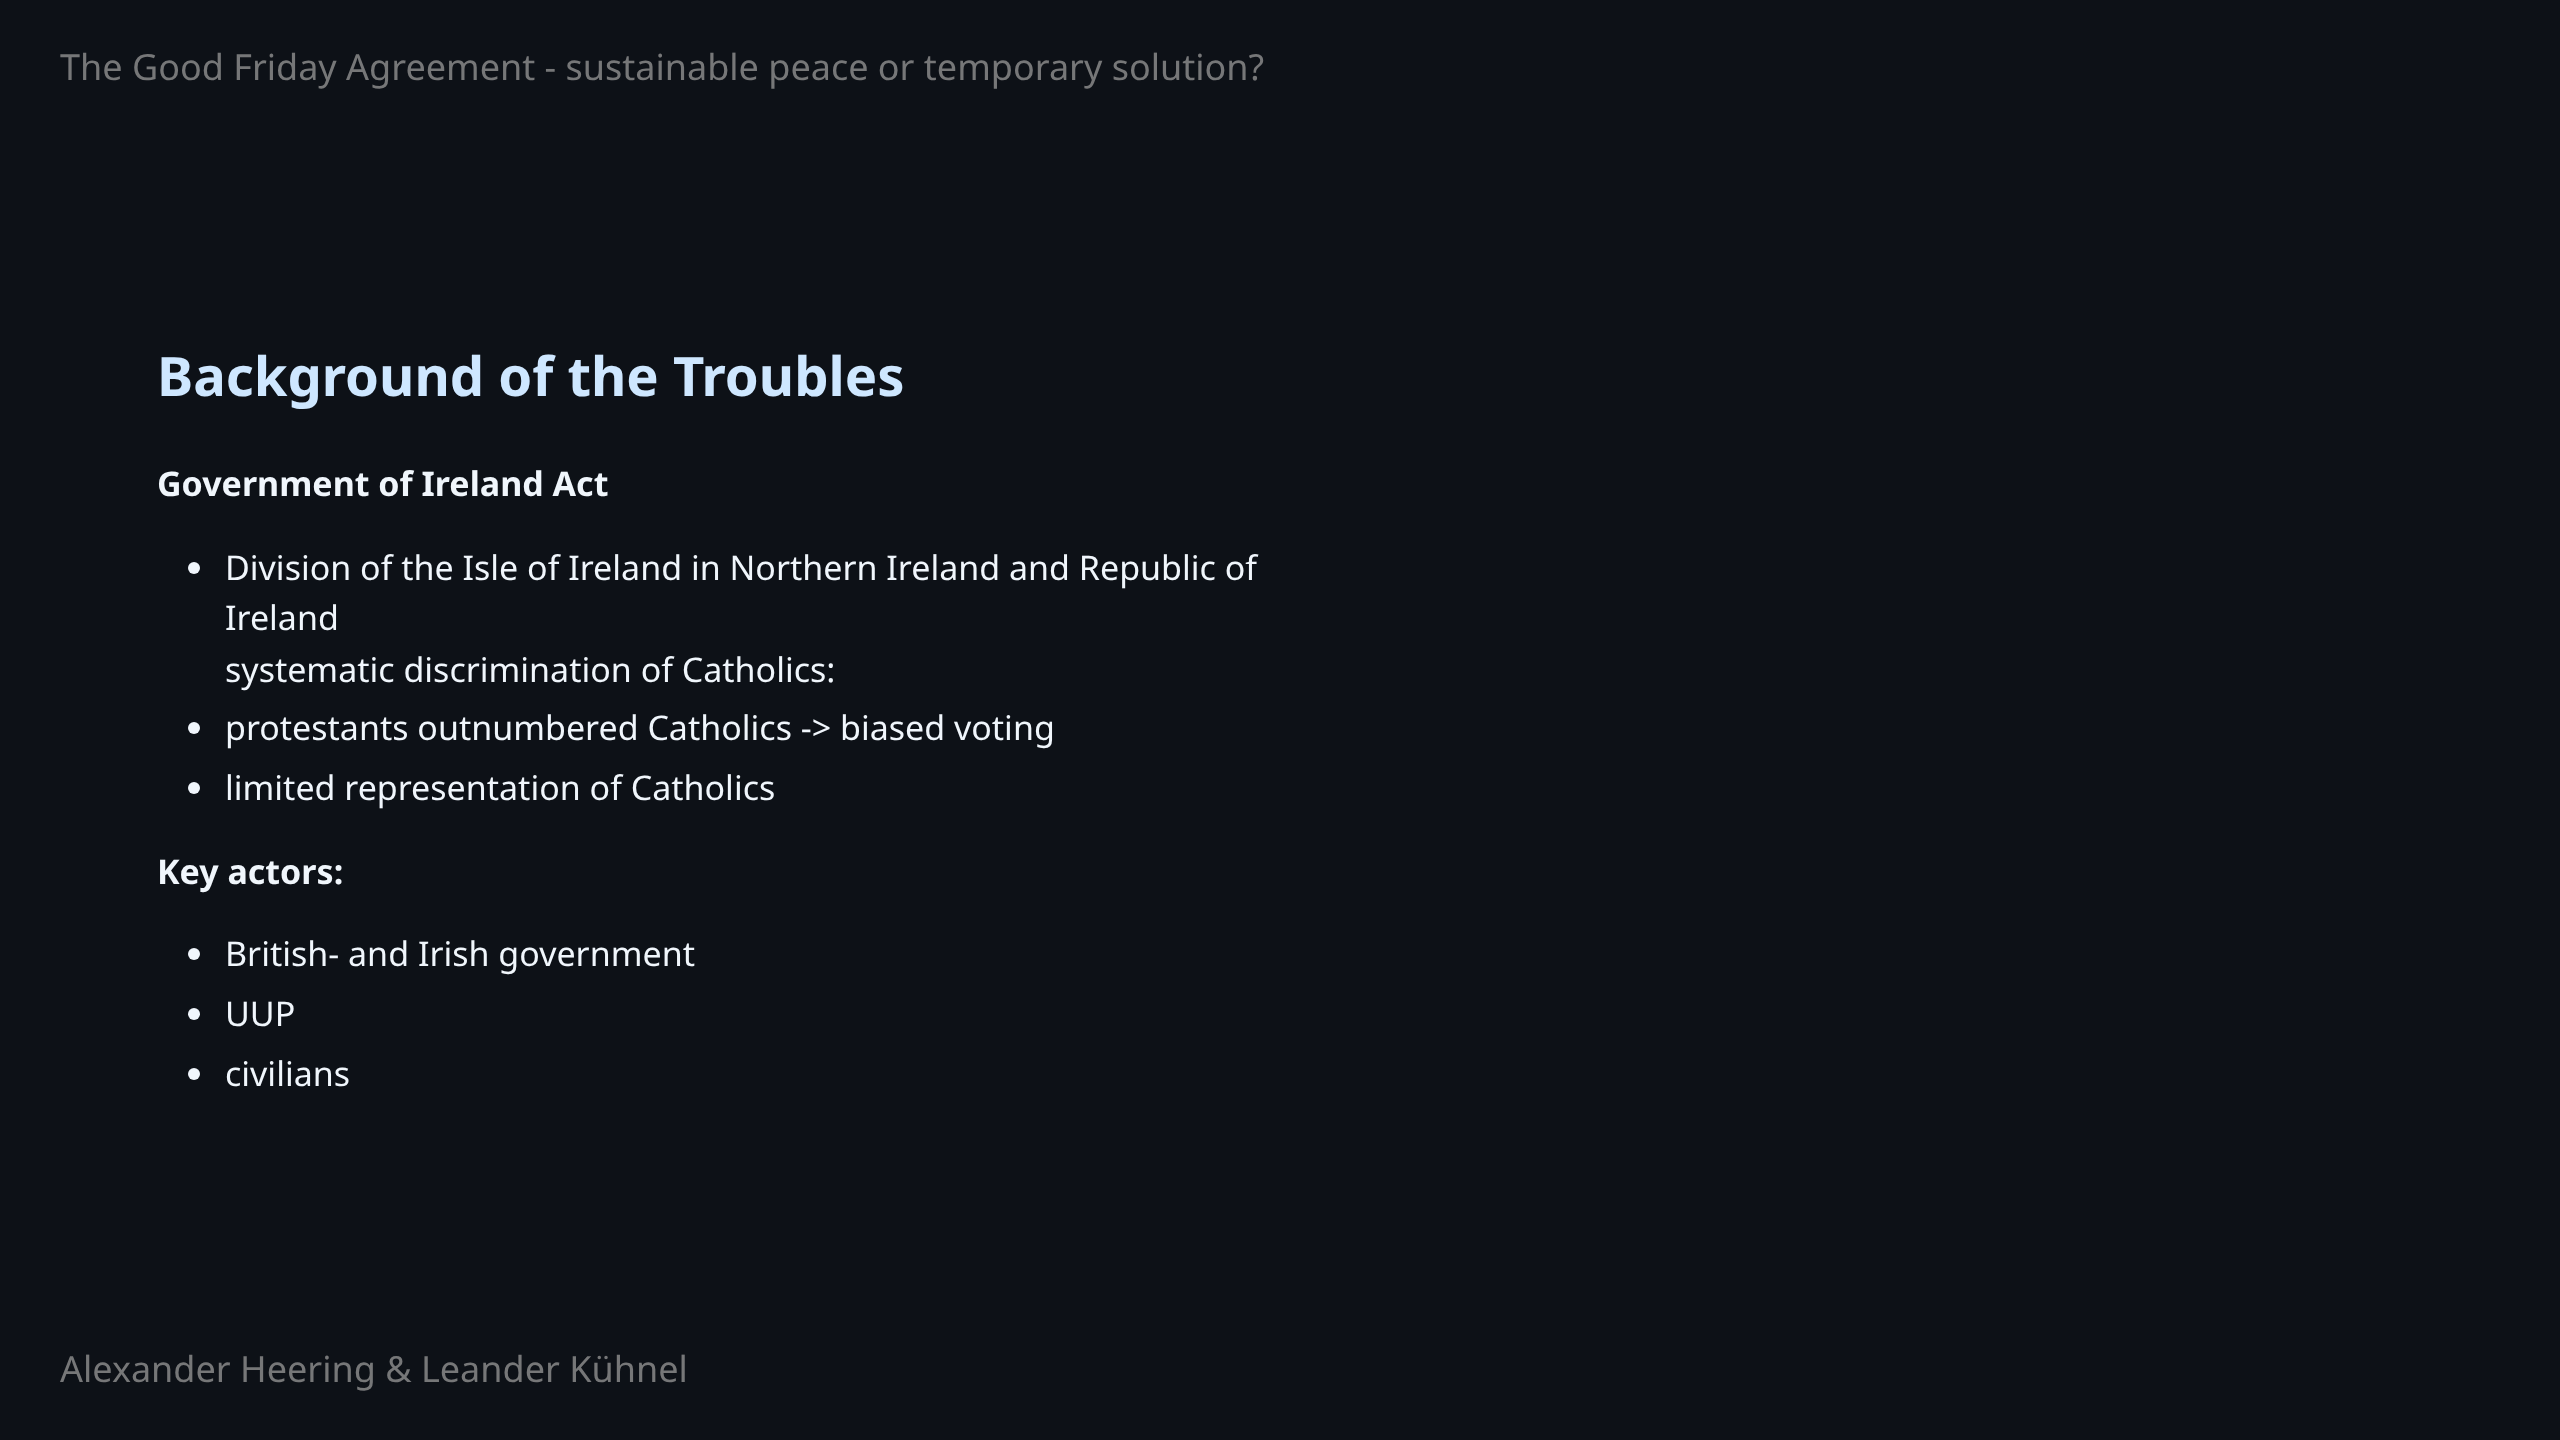 The Good Friday Agreement - sustainable peace or temporary solution?
Background of the Troubles
Government of Ireland Act
• Division of the Isle of Ireland in Northern Ireland and Republic of
Ireland
systematic discrimination of Catholics:
• protestants outnumbered Catholics -> biased voting
• limited representation of Catholics
Key actors:
• British- and Irish government
• UUP
• civilians
Alexander Heering & Leander Kühnel